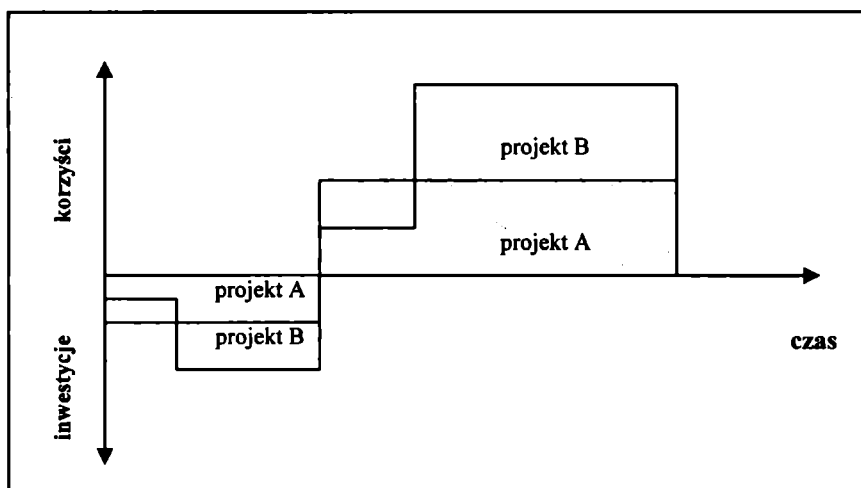 korzyści
projekt B
projekt A
projekt A
projekt B
czas
inwestycje